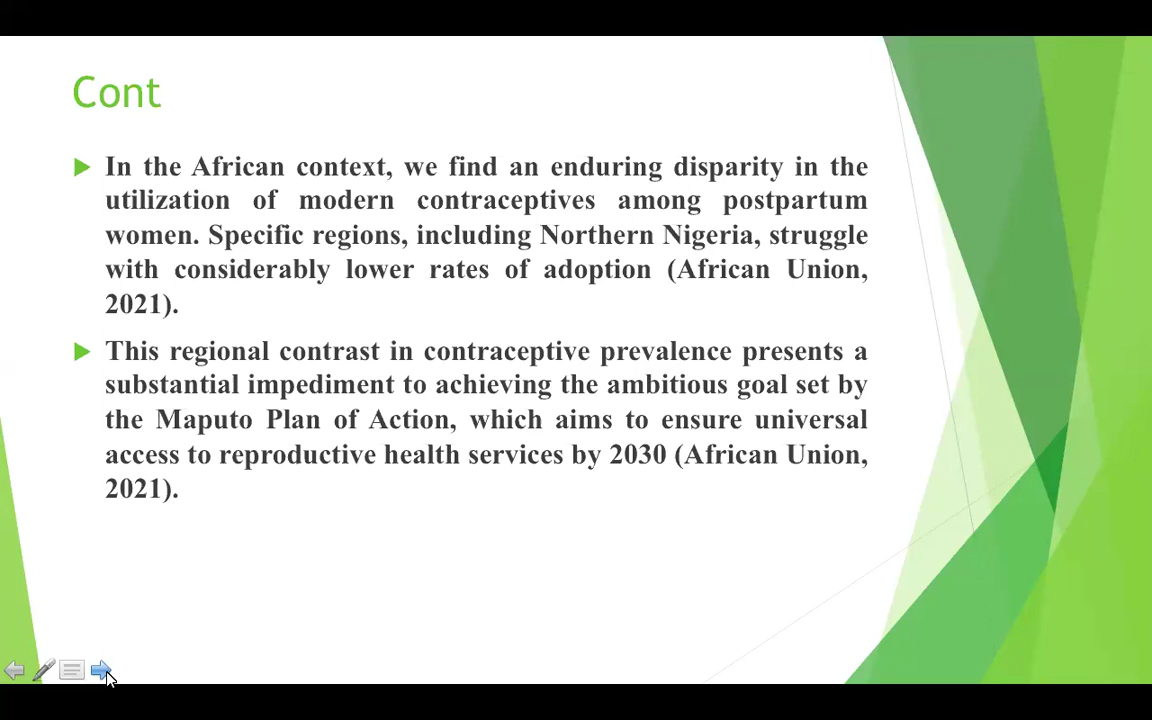 Cont
In the African context, we find an enduring disparity in the
utilization of modern contraceptives among postpartum
women. Specific regions, including Northern Nigeria, struggle
with considerably lower rates of adoption (African Union,
2021).
This regional contrast in contraceptive prevalence presents a
substantial impediment to achieving the ambitious goal set by
the Maputo Plan of Action, which aims to ensure universal
access to reproductive health services by 2030 (African Union,
2021).